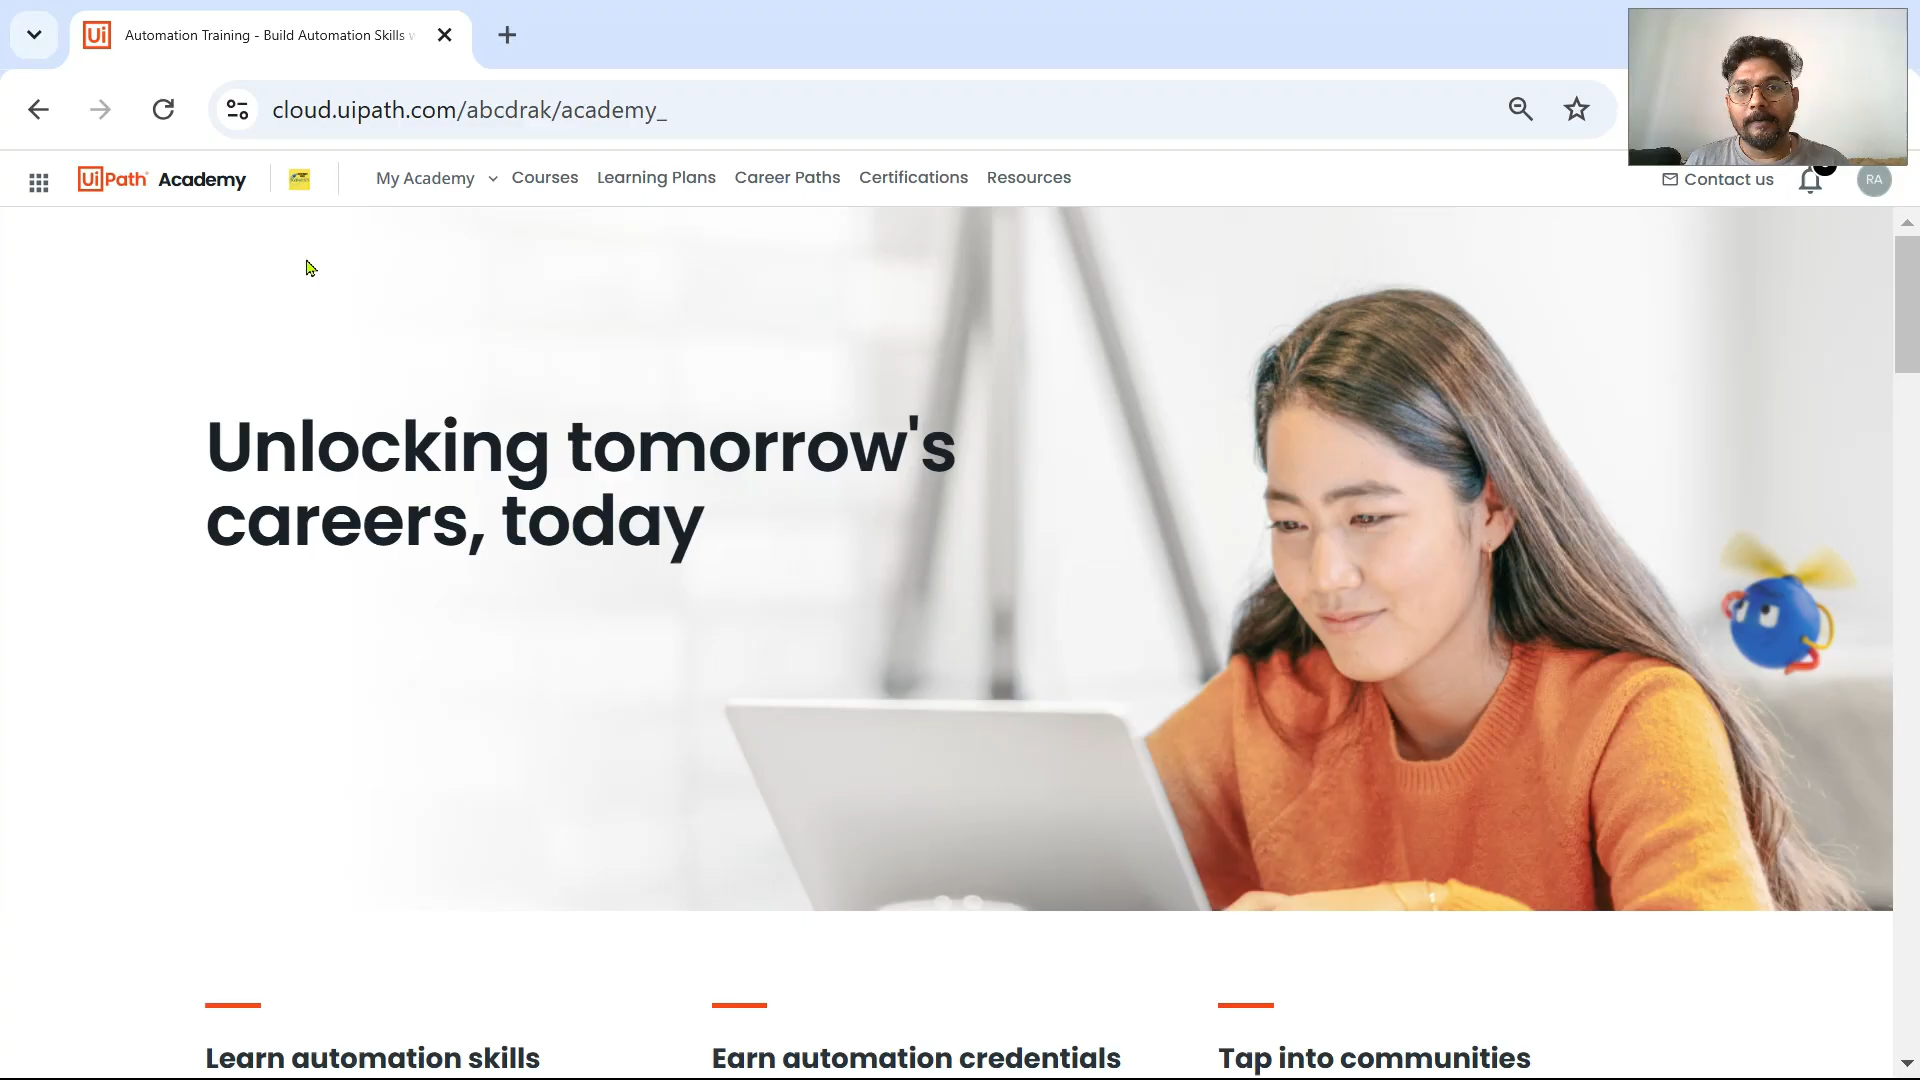 Ui Automation Training - Build Automation Skills w
cloud.uipath.com/abcdrak/academy_
UiPath Academy
My Academy Courses Learning Plans Career Paths Certifications Resources
Contact us RA
Unlocking tomorrow's
careers, today
Learn automation skills Earn automation credentials Tap into communities